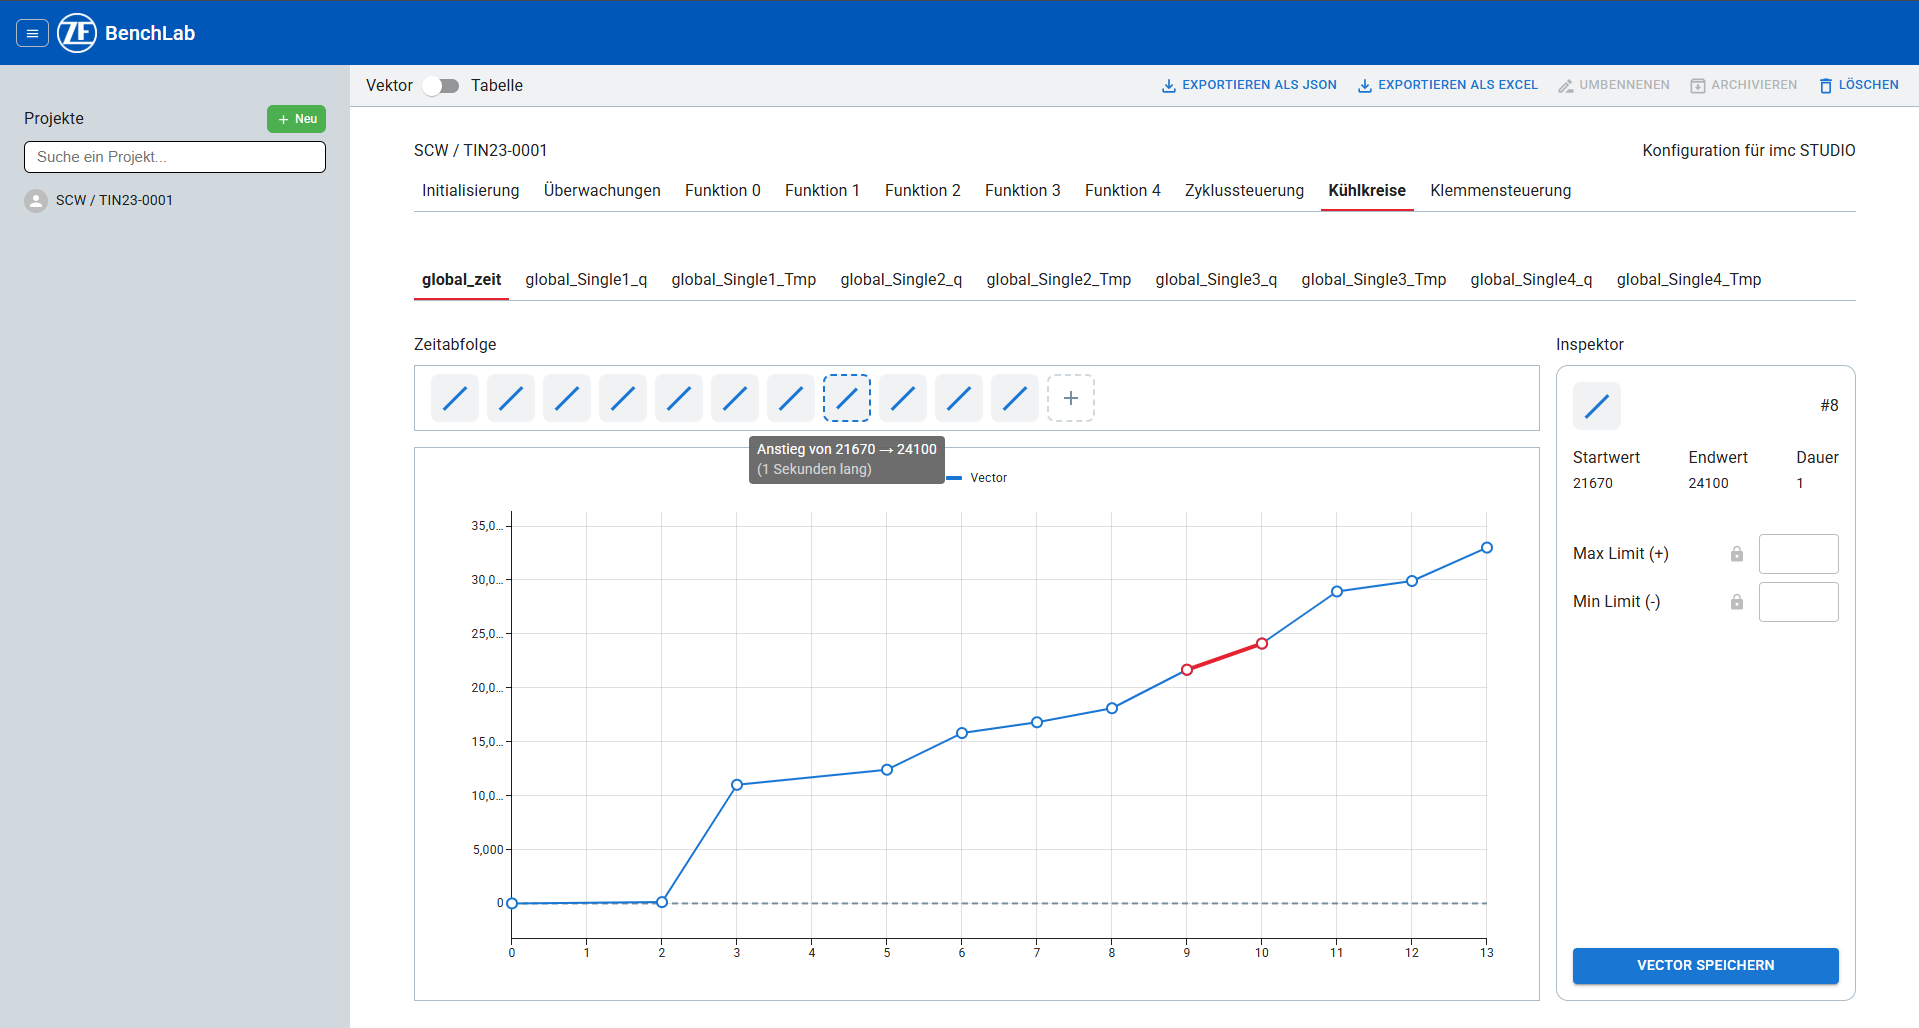 ZF BenchLab
Projekte
+ Neu
Suche ein Projekt...
SCW / TIN23-0001
Vektor Tabelle
EXPORTIEREN ALS JSON EXPORTIEREN ALS EXCEL UMBENENNEN ARCHIVIEREN LÖSCHEN
SCW / TIN23-0001 Konfiguration für imc STUDIO
Initialisierung Überwachungen Funktion 0 Funktion 1 Funktion 2 Funktion 3 Funktion 4 Zyklussteuerung Kühlkreise Klemmensteuerung
global_zeit global_Single1_q global_Single1_Tmp global_Single2_q global_Single2_Tmp global_Single3_q global_Single3_Tmp global_Single4_q global_Single4_Tmp
Zeitabfolge
+
Anstieg von 21670 → 24100
(1 Sekunden lang)
Vector
35,0...
30,0...
25,0...
20,0...
15,0...
10,0...
5,000
0
0 1 2 3 4 5 6 7 8 9 10 11 12 13
Inspektor
#8
Startwert Endwert Dauer
21670 24100 1
Max Limit (+)
Min Limit (-)
VECTOR SPEICHERN